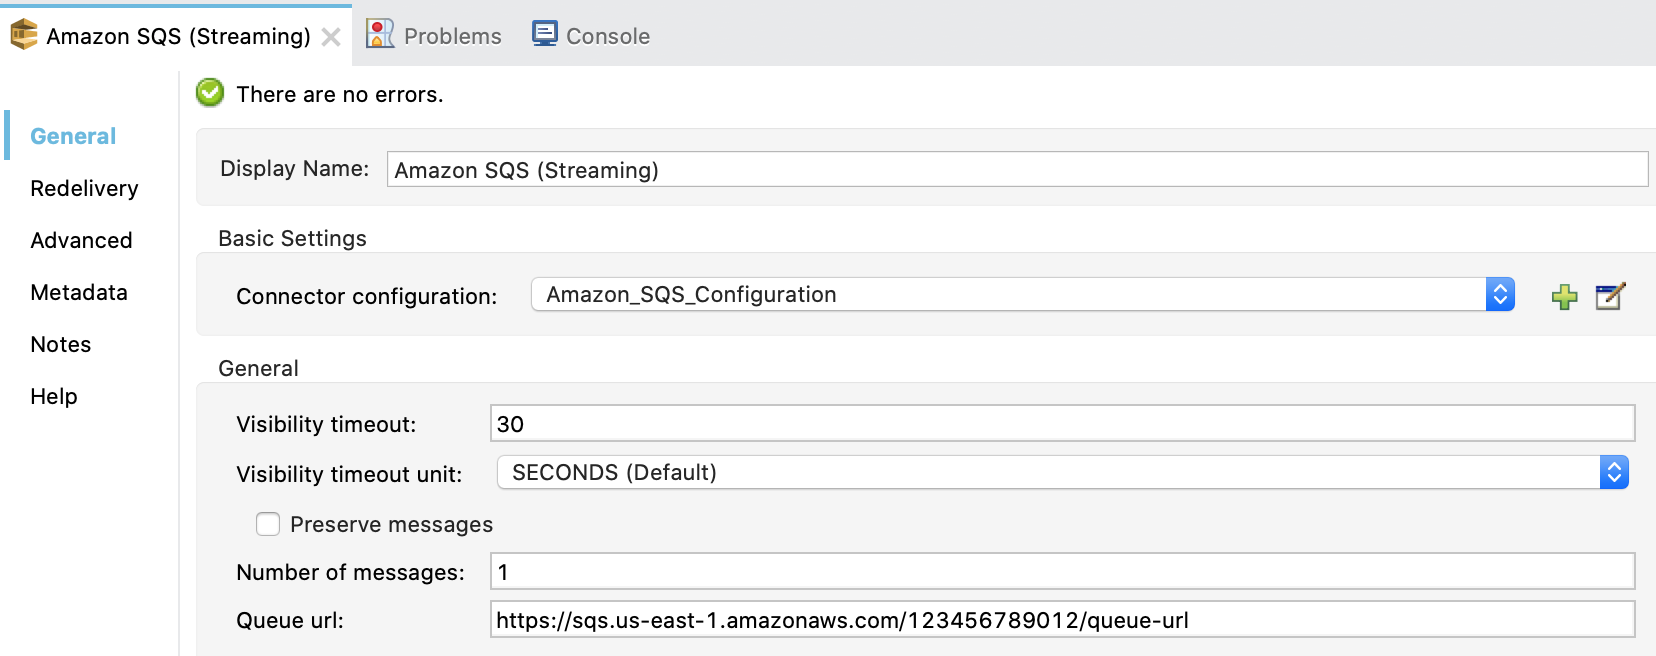 Amazon SQS (Streaming) Problems Console
There are no errors.
General
Redelivery
Advanced
Metadata
Notes
Help
Display Name: Amazon SQS (Streaming)
Basic Settings
Connector configuration: Amazon_SQS_Configuration
General
Visibility timeout: 30
Visibility timeout unit: SECONDS (Default)
Preserve messages
Number of messages: 1
Queue url: https://sqs.us-east-1.amazonaws.com/123456789012/queue-url